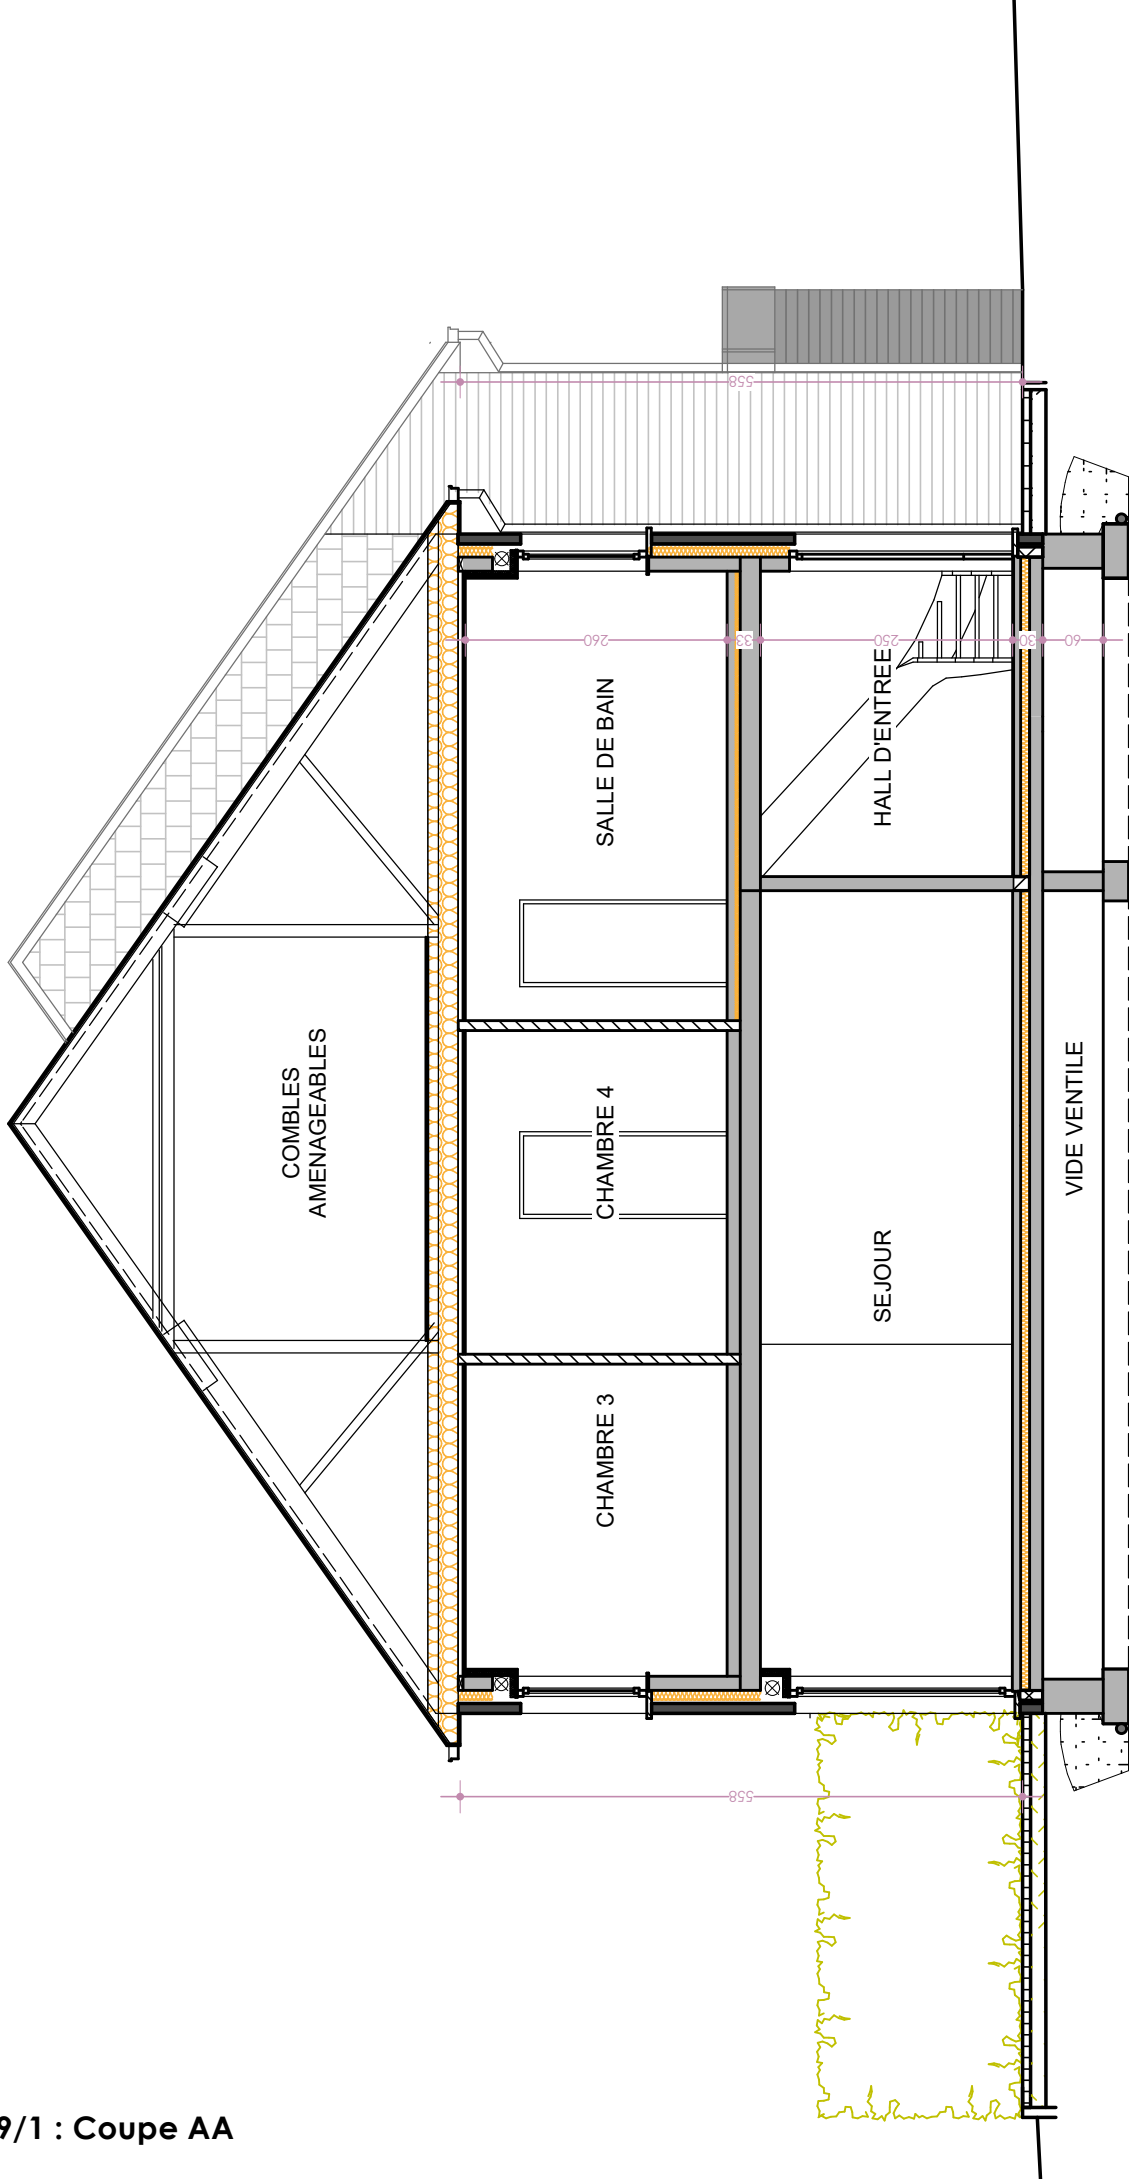 COMBLES
AMENAGEABLES
CHAMBRE 3
CHAMBRE 4
SALLE DE BAIN
SEJOUR
HALL D'ENTREE
VIDE VENTILE
558
260
33
250
30
60
558
9/1 : Coupe AA